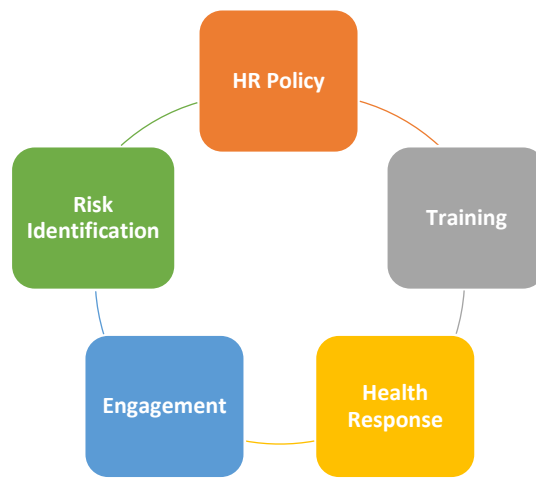 HR Policy
Training
Health
Response
Engagement
Risk
Identification